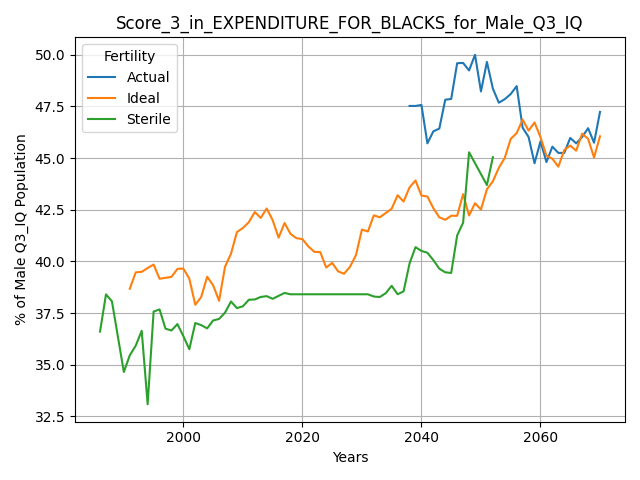 Score_3_in_EXPENDITURE_FOR_BLACKS_for_Male_Q3_IQ
Fertility
Actual
Ideal
Sterile
% of Male Q3_IQ Population
50.0
47.5
45.0
42.5
40.0
37.5
35.0
32.5
2000
2020
2040
2060
Years